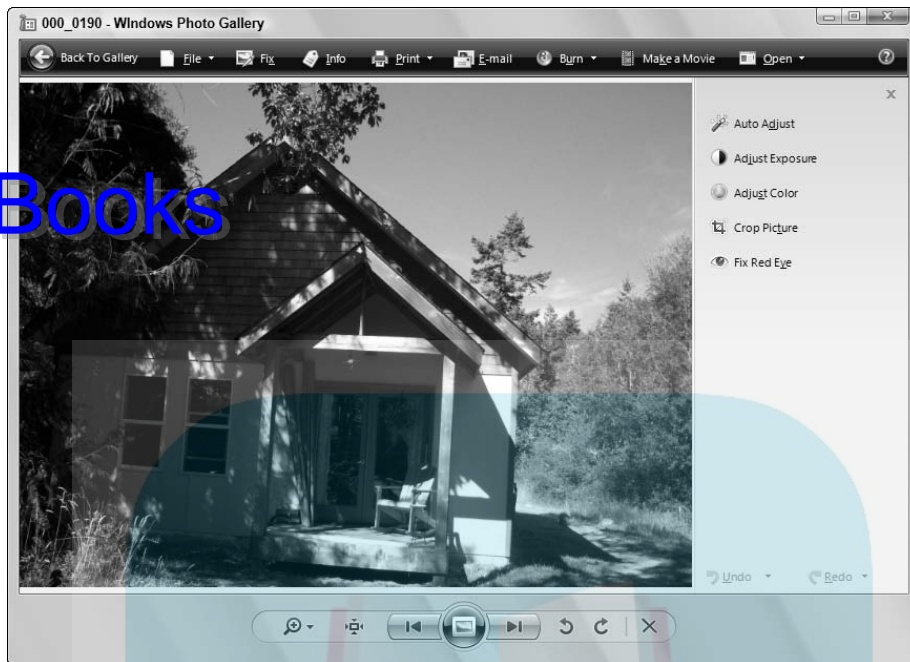 000_0190 - WIndows Photo Gallery
Back To Gallery File Fix Info Print E-mail Burn Make a Movie Open ?
x
Auto Adjust
Adjust Exposure
Books
Adjust Color
Crop Picture
Fix Red Eye
Undo Redo